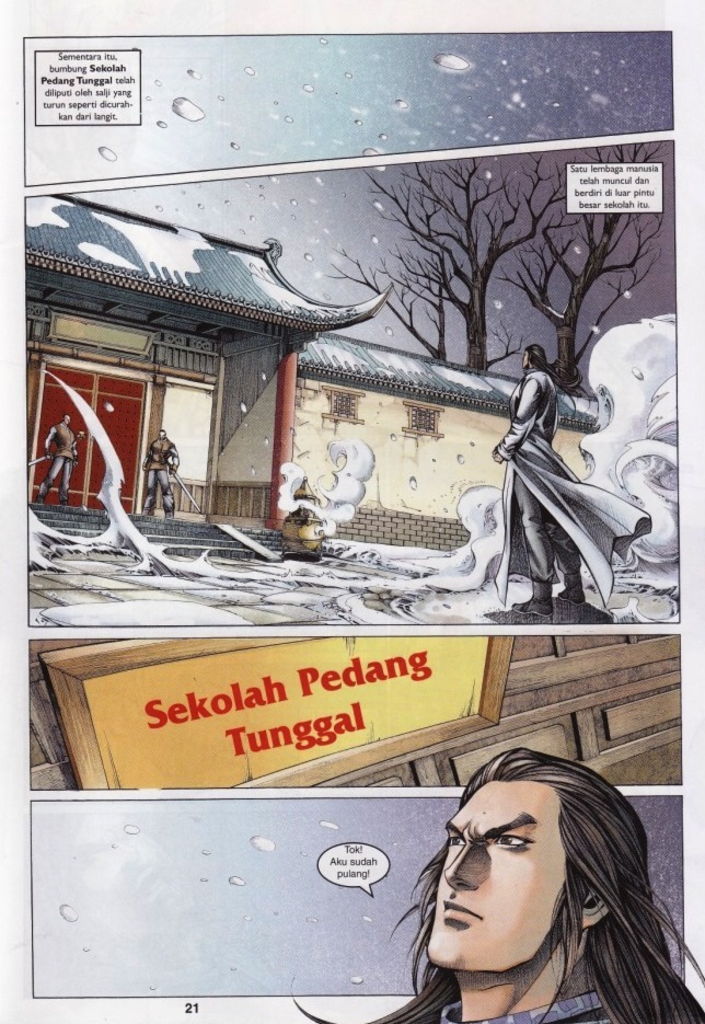 Sementara itu,
bumbung Sekolah
Pedang Tunggal telah
diliputi oleh salji yang
turun seperti dicurah-
kan dari langit.
Satu lembaga manusia
telah muncul dan
berdiri di luar pintu
besar sekolah itu.
Sekolah Pedang
Tunggal
Tok!
Aku sudah
pulang!
21